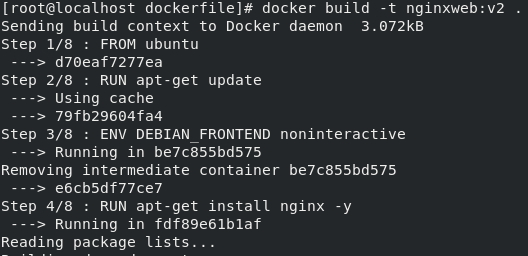 [root@localhost dockerfile]# docker build -t nginxweb:v2 .
Sending build context to Docker daemon  3.072kB
Step 1/8 : FROM ubuntu
 ---> d70eaf7277ea
Step 2/8 : RUN apt-get update
 ---> Using cache
 ---> 79fb29604fa4
Step 3/8 : ENV DEBIAN_FRONTEND noninteractive
 ---> Running in be7c855bd575
Removing intermediate container be7c855bd575
 ---> e6cb5df77ce7
Step 4/8 : RUN apt-get install nginx -y
 ---> Running in fdf89e61b1af
Reading package lists...